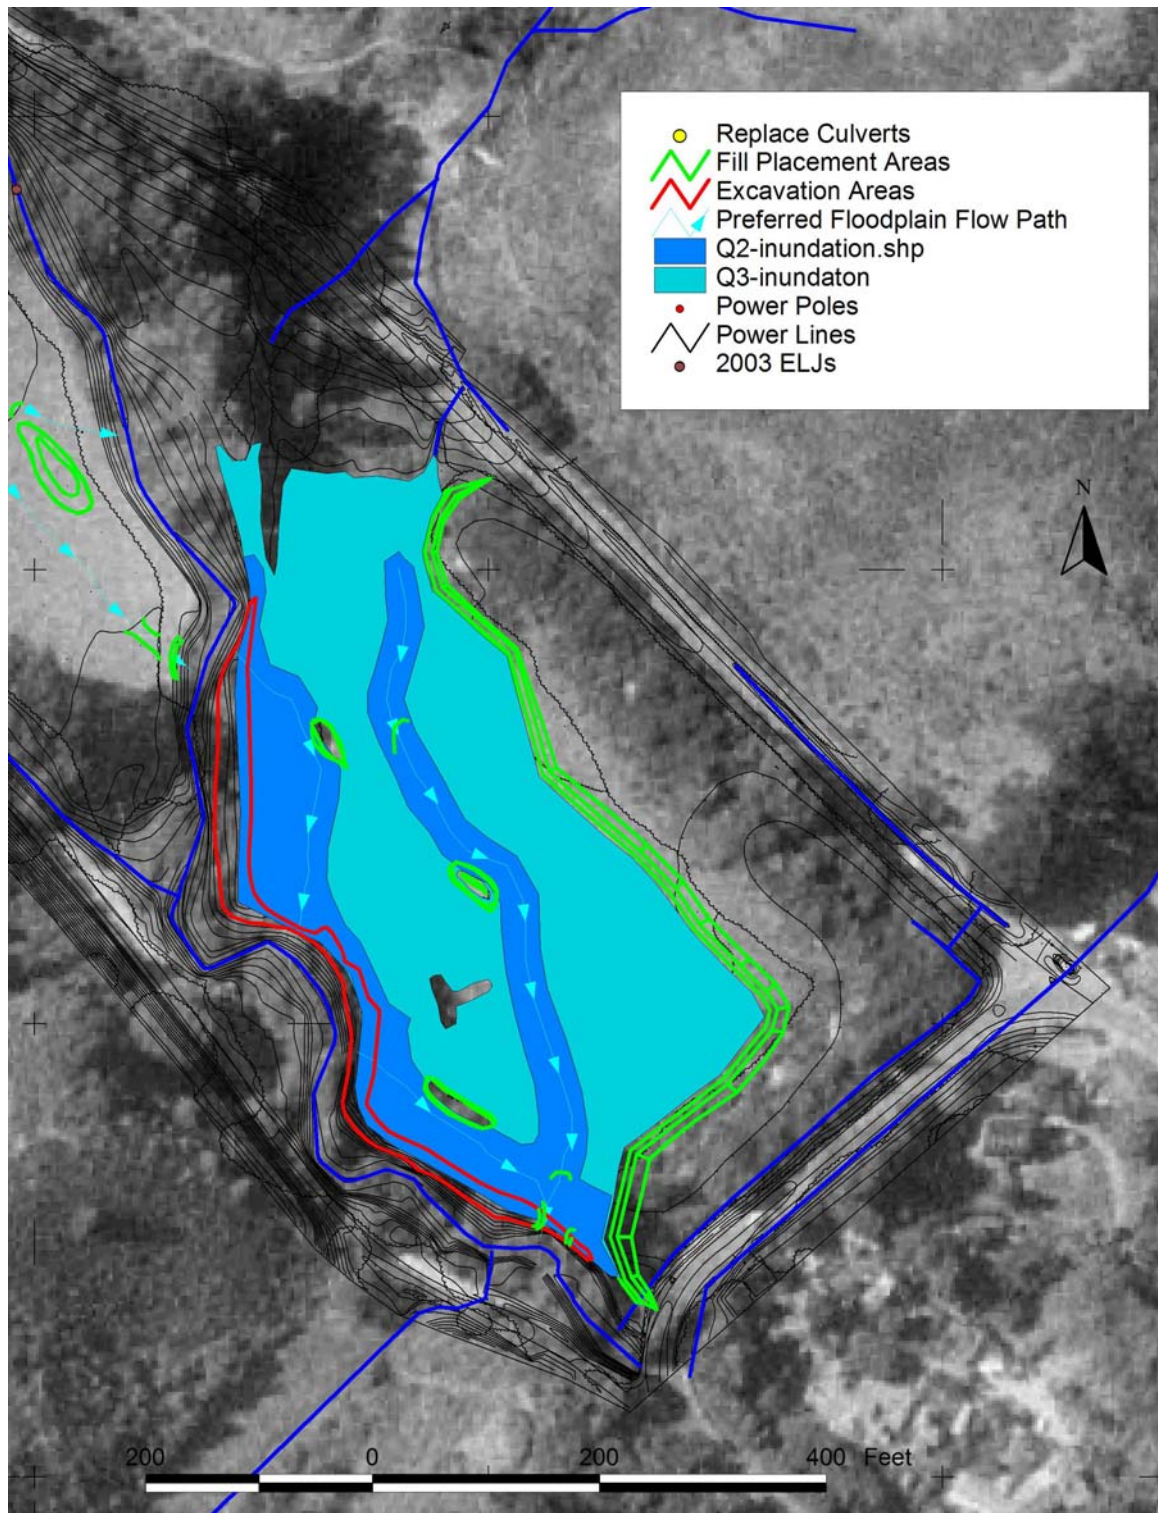 Replace Culverts
Fill Placement Areas
Excavation Areas
Preferred Floodplain Flow Path
Q2-inundation.shp
Q3-inundaton
Power Poles
Power Lines
2003 ELJs
N
200 0 200 400 Feet